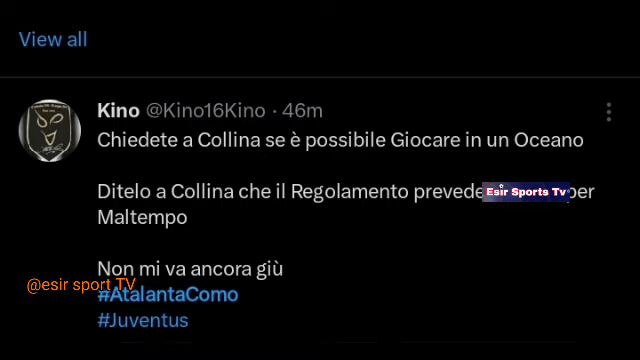 View all
Kino @Kino16Kino · 46m
Chiedete a Collina se è possibile Giocare in un Oceano
Ditelo a Collina che il Regolamento prevede Esir Sports Tv per
Maltempo
Non mi va ancora giù
@esir sport TV
#AtalantaComo
#Juventus